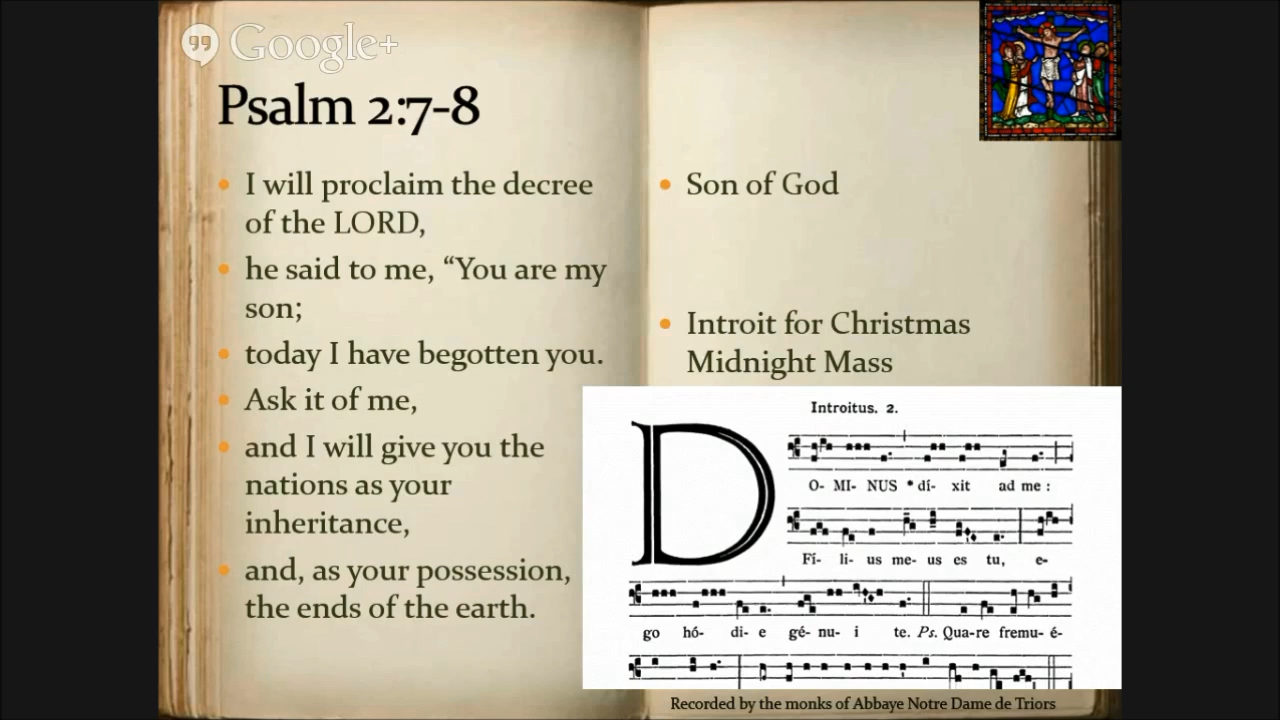 Google+
Psalm 2:7-8
• I will proclaim the decree
of the LORD,
• he said to me, “You are my
son;
• today I have begotten you.
• Ask it of me,
• and I will give you the
nations as your
inheritance,
• and, as your possession,
the ends of the earth.
• Son of God
• Introit for Christmas
Midnight Mass
Introitus. 2.
D
O- MI- NUS * dí- xit ad me :
Fí- li- us me- us es tu, e-
go hó- di- e gé- nu- i te. Ps. Qua-re fremu- é-
Recorded by the monks of Abbaye Notre Dame de Triors